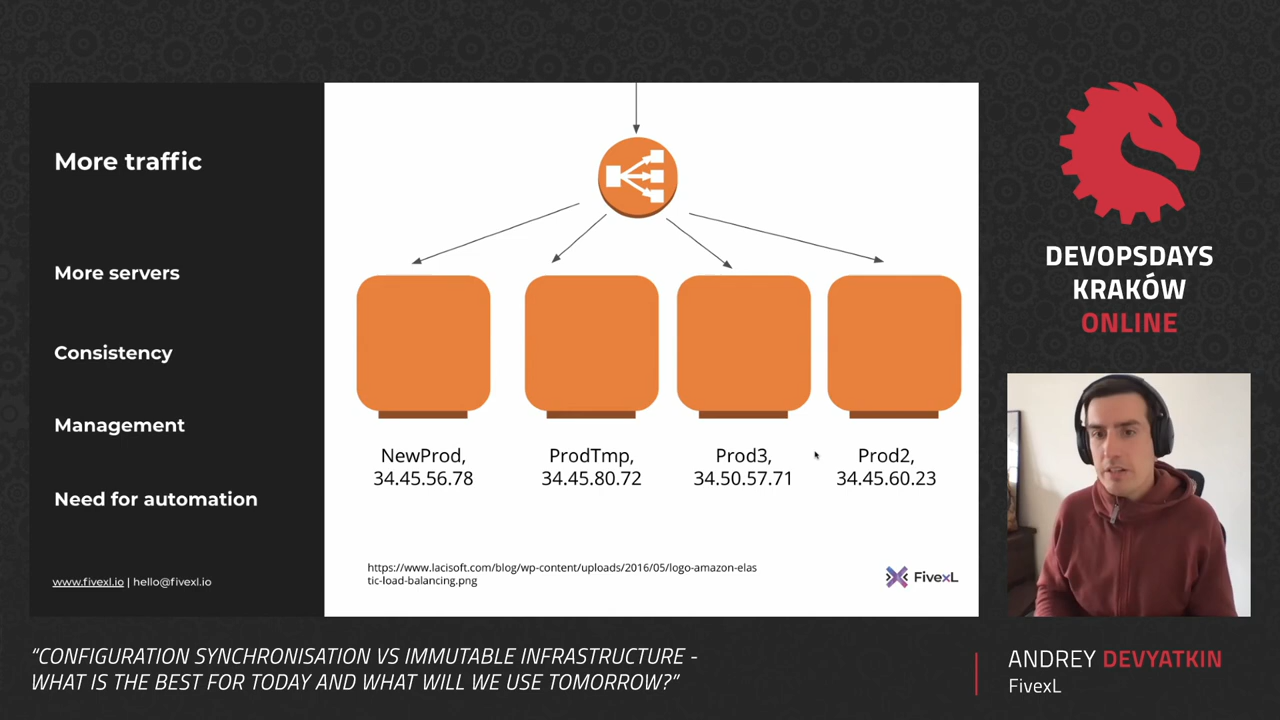 More traffic
More servers
Consistency
Management
Need for automation
www.fivexl.io | hello@fivexl.io
NewProd,
34.45.56.78
ProdTmp,
34.45.80.72
Prod3,
34.50.57.71
Prod2,
34.45.60.23
https://www.lacisoft.com/blog/wp-content/uploads/2016/05/logo-amazon-elas
tic-load-balancing.png
FivexL
DEVOPSDAYS
KRAKÓW
ONLINE
“CONFIGURATION SYNCHRONISATION VS IMMUTABLE INFRASTRUCTURE -
WHAT IS THE BEST FOR TODAY AND WHAT WILL WE USE TOMORROW?”
ANDREY DEVYATKIN
FivexL